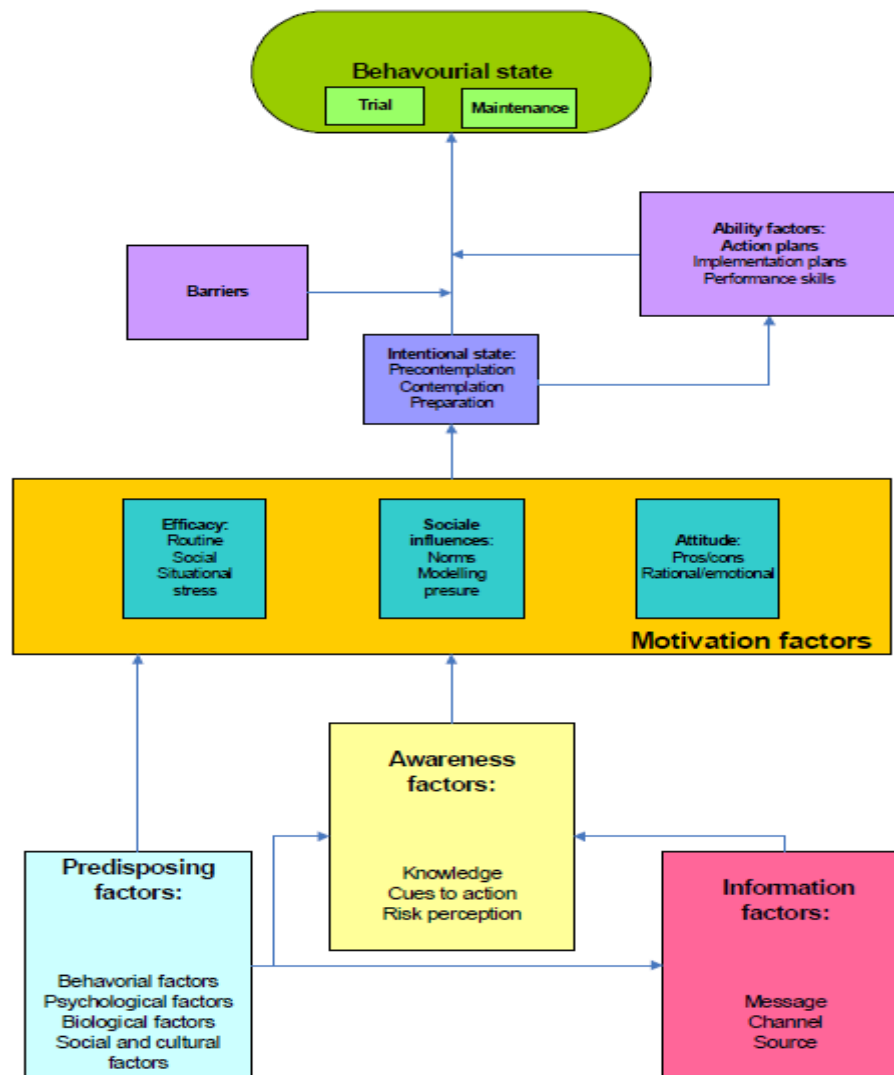 Behavourial state
Trial
Maintenance
Ability factors:
Action plans
Implementation plans
Performance skills
Barriers
Intentional state:
Precontemplation
Contemplation
Preparation
Efficacy:
Routine
Social
Situational
stress
Sociale
influences:
Norms
Modelling
presure
Attitude:
Pros/cons
Rational/emotional
Motivation factors
Awareness
factors:
Knowledge
Cues to action
Risk perception
Predisposing
factors:
Behavorial factors
Psychological factors
Biological factors
Social and cultural
factors
Information
factors:
Message
Channel
Source